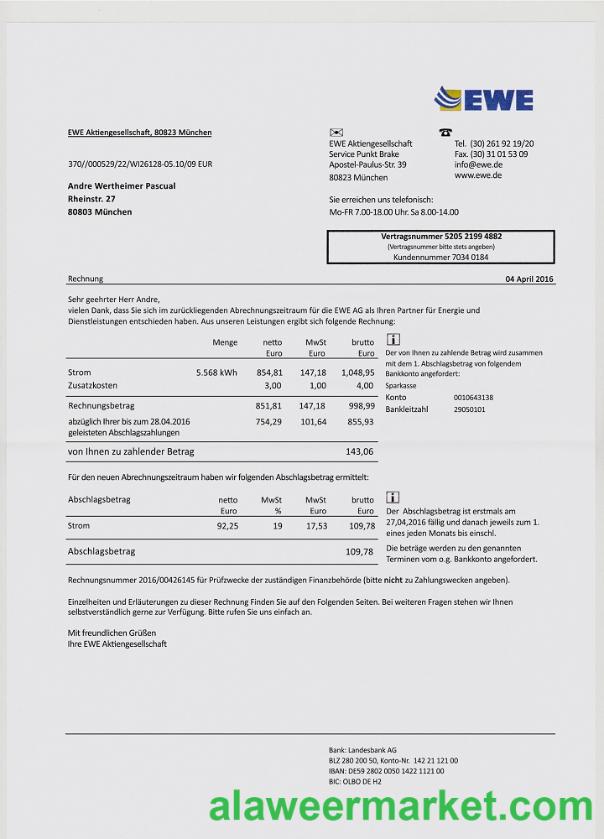 EWE
EWE Aktiengesellschaft, 80823 München
370//000529/22/WI26128-05.10/09 EUR
Andre Wertheimer Pascual
Rheinstr. 27
80803 München
EWE Aktiengesellschaft
Service Punkt Brake
Apostel-Paulus-Str. 39
80823 München
Tel. (30) 261 92 19/20
Fax. (30) 31 01 53 09
info@ewe.de
www.ewe.de
Sie erreichen uns telefonisch:
Mo-FR 7.00-18.00 Uhr. Sa 8.00-14.00
Vertragsnummer 5205 2199 4882
(Vertragsnummer bitte stets angeben)
Kundennummer 7034 0184
Rechnung 04 April 2016
Sehr geehrter Herr Andre,
vielen Dank, dass Sie sich im zurückliegenden Abrechnungszeitraum für die EWE AG als Ihren Partner für Energie und
Dienstleistungen entschieden haben. Aus unseren Leistungen ergibt sich folgende Rechnung:
Menge netto MwSt brutto
Euro Euro Euro
Strom 5.568 kWh 854,81 147,18 1,048,95
Zusatzkosten 3,00 1,00 4,00
Rechnungsbetrag 851,81 147,18 998,99
abzüglich Ihrer bis zum 28.04.2016 754,29 101,64 855,93
geleisteten Abschlagszahlungen
von Ihnen zu zahlender Betrag 143,06
i
Der von Ihnen zu zahlende Betrag wird zusammen
mit dem 1. Abschlagsbetrag von folgendem
Bankkonto angefordert:
Sparkasse
Konto 0010643138
Bankleitzahl 29050101
Für den neuen Abrechnungszeitraum haben wir folgenden Abschlagsbetrag ermittelt:
Abschlagsbetrag netto MwSt MwSt brutto
Euro % Euro Euro
Strom 92,25 19 17,53 109,78
Abschlagsbetrag 109,78
i
Der Abschlagsbetrag ist erstmals am
27,04,2016 fällig und danach jeweils zum 1.
eines jeden Monats bis einschl.
Die beträge werden zu den genannten
Terminen vom o.g. Bankkonto angefordert.
Rechnungsnummer 2016/00426145 für Prüfzwecke der zuständigen Finanzbehörde (bitte nicht zu Zahlungswecken angeben).
Einzelheiten und Erläuterungen zu dieser Rechnung Finden Sie auf den Folgenden Seiten. Bei weiteren Fragen stehen wir Ihnen
selbstverständlich gerne zur Verfügung. Bitte rufen Sie uns einfach an.
Mit freundlichen Grüßen
Ihre EWE Aktiengesellschaft
Bank: Landesbank AG
BLZ 280 200 50, Konto-Nr. 142 21 121 00
IBAN: DE59 2802 0050 1422 1121 00
BIC: OLBO DE H2
alaweermarket.com